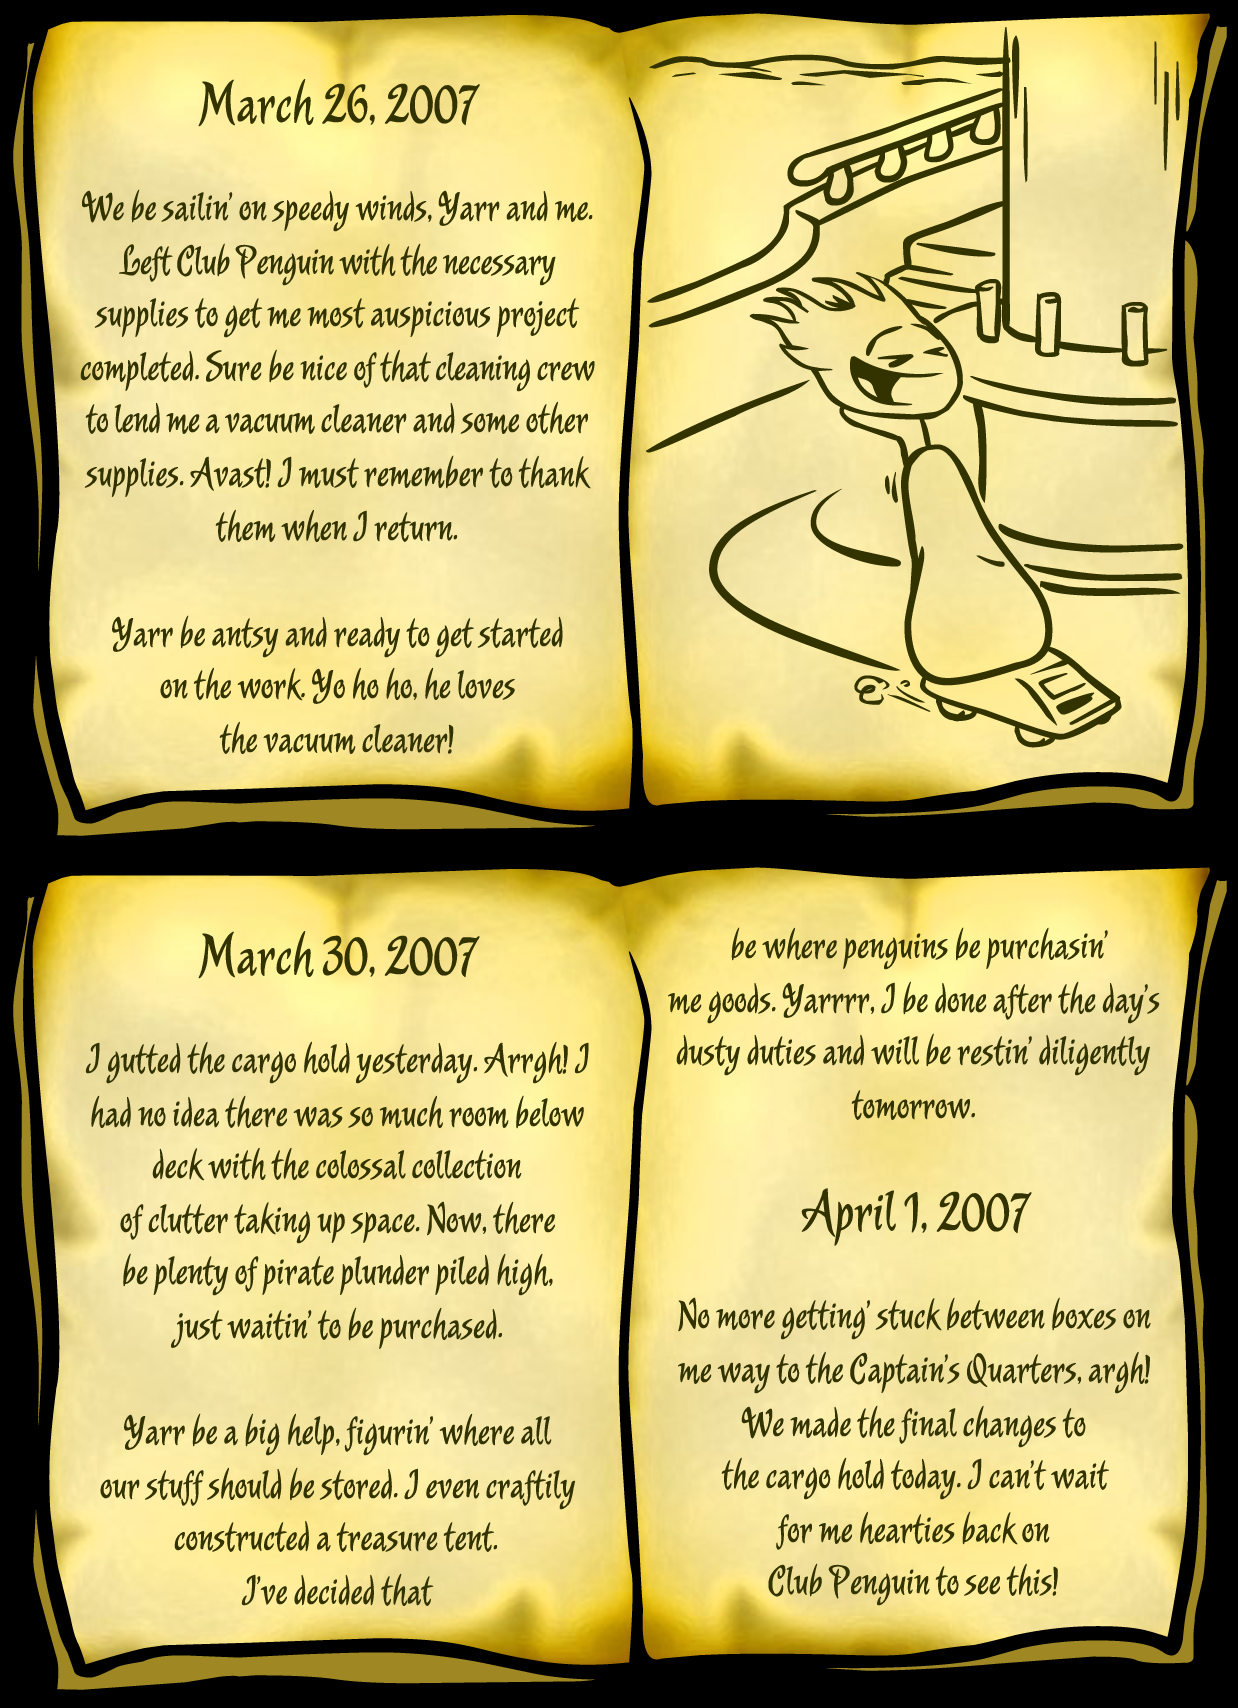 March 26, 2007
We be sailin' on speedy winds, Yarr and me.
Left Club Penguin with the necessary
supplies to get me most auspicious project
completed. Sure be nice of that cleaning crew
to lend me a vacuum cleaner and some other
supplies. Avast! I must remember to thank
them when I return.
Yarr be antsy and ready to get started
on the work. Yo ho ho, he loves
the vacuum cleaner!
March 30, 2007
I gutted the cargo hold yesterday. Arrgh! I
had no idea there was so much room below
deck with the colossal collection
of clutter taking up space. Now, there
be plenty of pirate plunder piled high,
just waitin' to be purchased.
Yarr be a big help, figurin' where all
our stuff should be stored. I even craftily
constructed a treasure tent.
I've decided that
be where penguins be purchasin'
me goods. Yarrrr, I be done after the day's
dusty duties and will be restin' diligently
tomorrow.
April 1, 2007
No more getting' stuck between boxes on
me way to the Captain's Quarters, argh!
We made the final changes to
the cargo hold today. I can't wait
for me hearties back on
Club Penguin to see this!